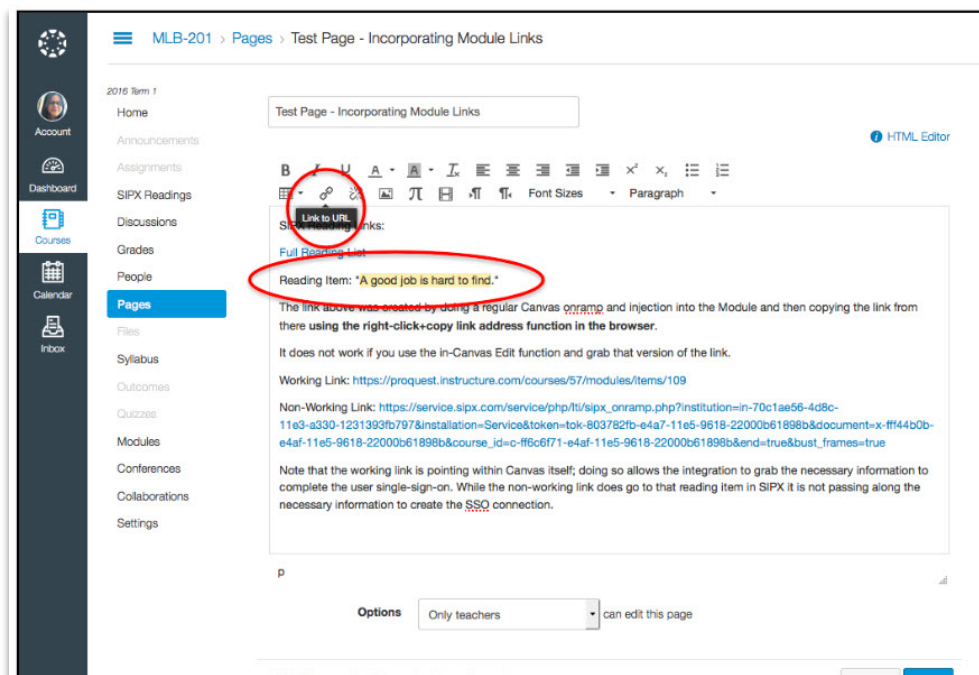 MLB-201 > Pages > Test Page - Incorporating Module Links
Account
Dashboard
Courses
Calendar
Inbox
2016 Term 1
Home
Announcements
Assignments
SIPX Readings
Discussions
Grades
People
Pages
Files
Syllabus
Outcomes
Quizzes
Modules
Conferences
Collaborations
Settings
Test Page - Incorporating Module Links
HTML Editor
B I U A A Ix x² x₂
π ¶ ¶ Font Sizes Paragraph
Link to URL
SIPX Reading Links:
Full Reading List
Reading Item: "A good job is hard to find."
The link above was created by doing a regular Canvas onramp and injection into the Module and then copying the link from
there using the right-click+copy link address function in the browser.
It does not work if you use the in-Canvas Edit function and grab that version of the link.
Working Link: https://proquest.instructure.com/courses/57/modules/items/109
Non-Working Link: https://service.sipx.com/service/php/lti/sipx_onramp.php?institution=in-70c1ae56-4d8c-
11e3-a330-1231393fb797&installation=Service&token=tok-803782fb-e4a7-11e5-9618-22000b61898b&document=x-fff44b0b-
e4af-11e5-9618-22000b61898b&course_id=c-ff6c6f71-e4af-11e5-9618-22000b61898b&end=true&bust_frames=true
Note that the working link is pointing within Canvas itself; doing so allows the integration to grab the necessary information to
complete the user single-sign-on. While the non-working link does go to that reading item in SIPX it is not passing along the
necessary information to create the SSO connection.
p
Options Only teachers can edit this page